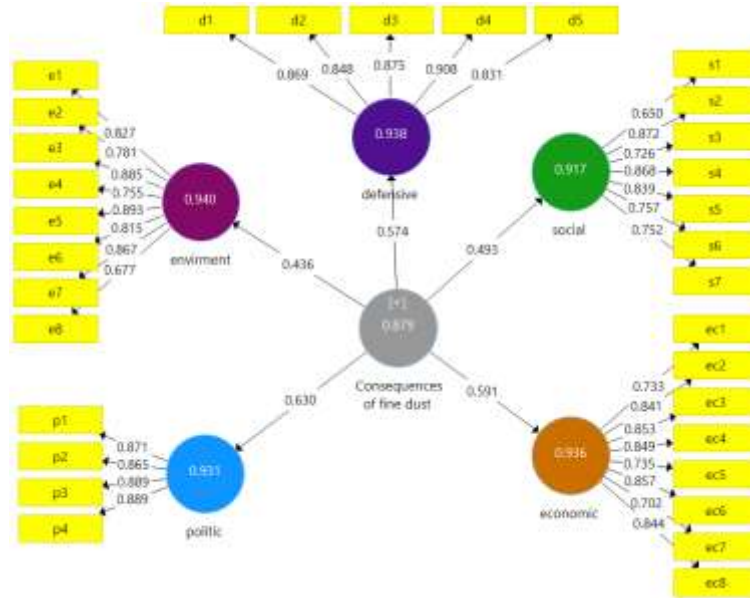 d1
d2
d3
d4
d5
0.869
0.848
0.875
0.908
0.831
0.938
defensive
e1
e2
e3
e4
e5
e6
e7
e8
0.827
0.781
0.885
0.755
0.893
0.815
0.867
0.677
0.940
envirment
s1
s2
s3
s4
s5
s6
s7
0.650
0.872
0.726
0.868
0.839
0.757
0.752
0.917
social
0.574
0.493
0.436
[+]
0.879
Consequences
of fine dust
0.630
0.591
p1
p2
p3
p4
0.871
0.865
0.889
0.889
0.931
politic
ec1
ec2
ec3
ec4
ec5
ec6
ec7
ec8
0.733
0.841
0.853
0.849
0.735
0.857
0.702
0.844
0.936
economic